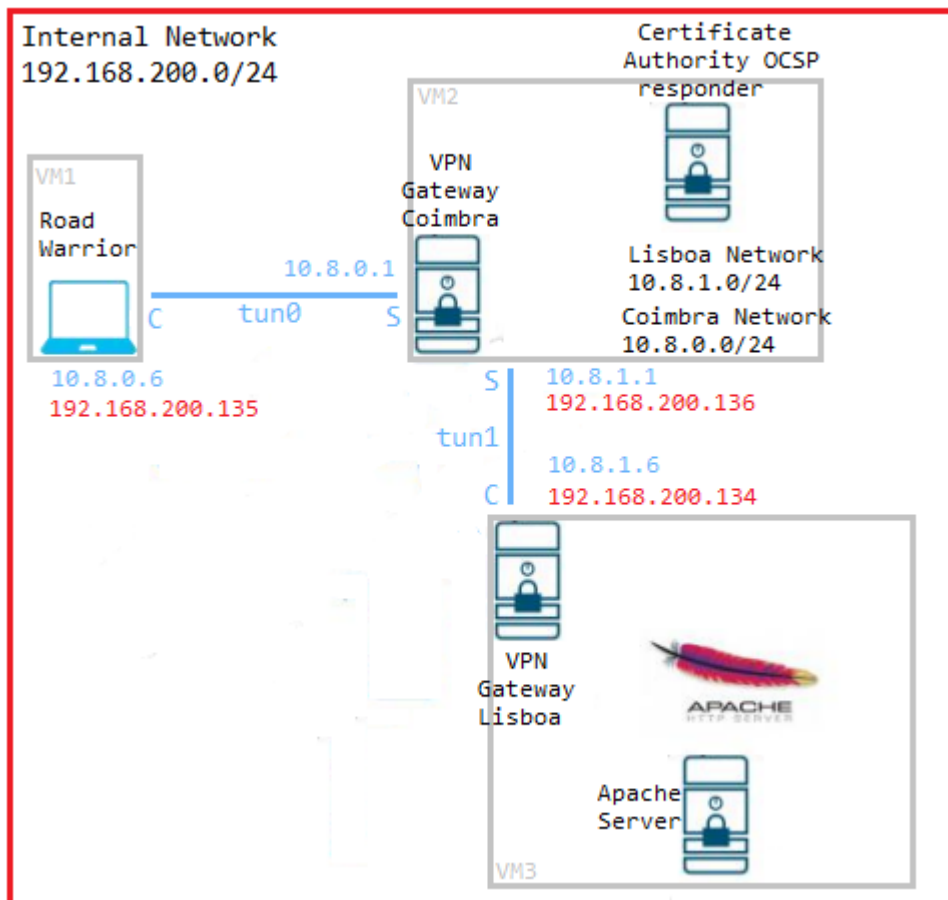 Internal Network
192.168.200.0/24
Certificate
Authority OCSP
responder
VM2
VM1
VPN
Gateway
Coimbra
Road
Warrior
10.8.0.1
Lisboa Network
10.8.1.0/24
Coimbra Network
10.8.0.0/24
C
tun0
S
10.8.0.6
192.168.200.135
S
10.8.1.1
192.168.200.136
tun1
10.8.1.6
C
192.168.200.134
VPN
Gateway
Lisboa
APACHE
HTTP SERVER
Apache
Server
VM3